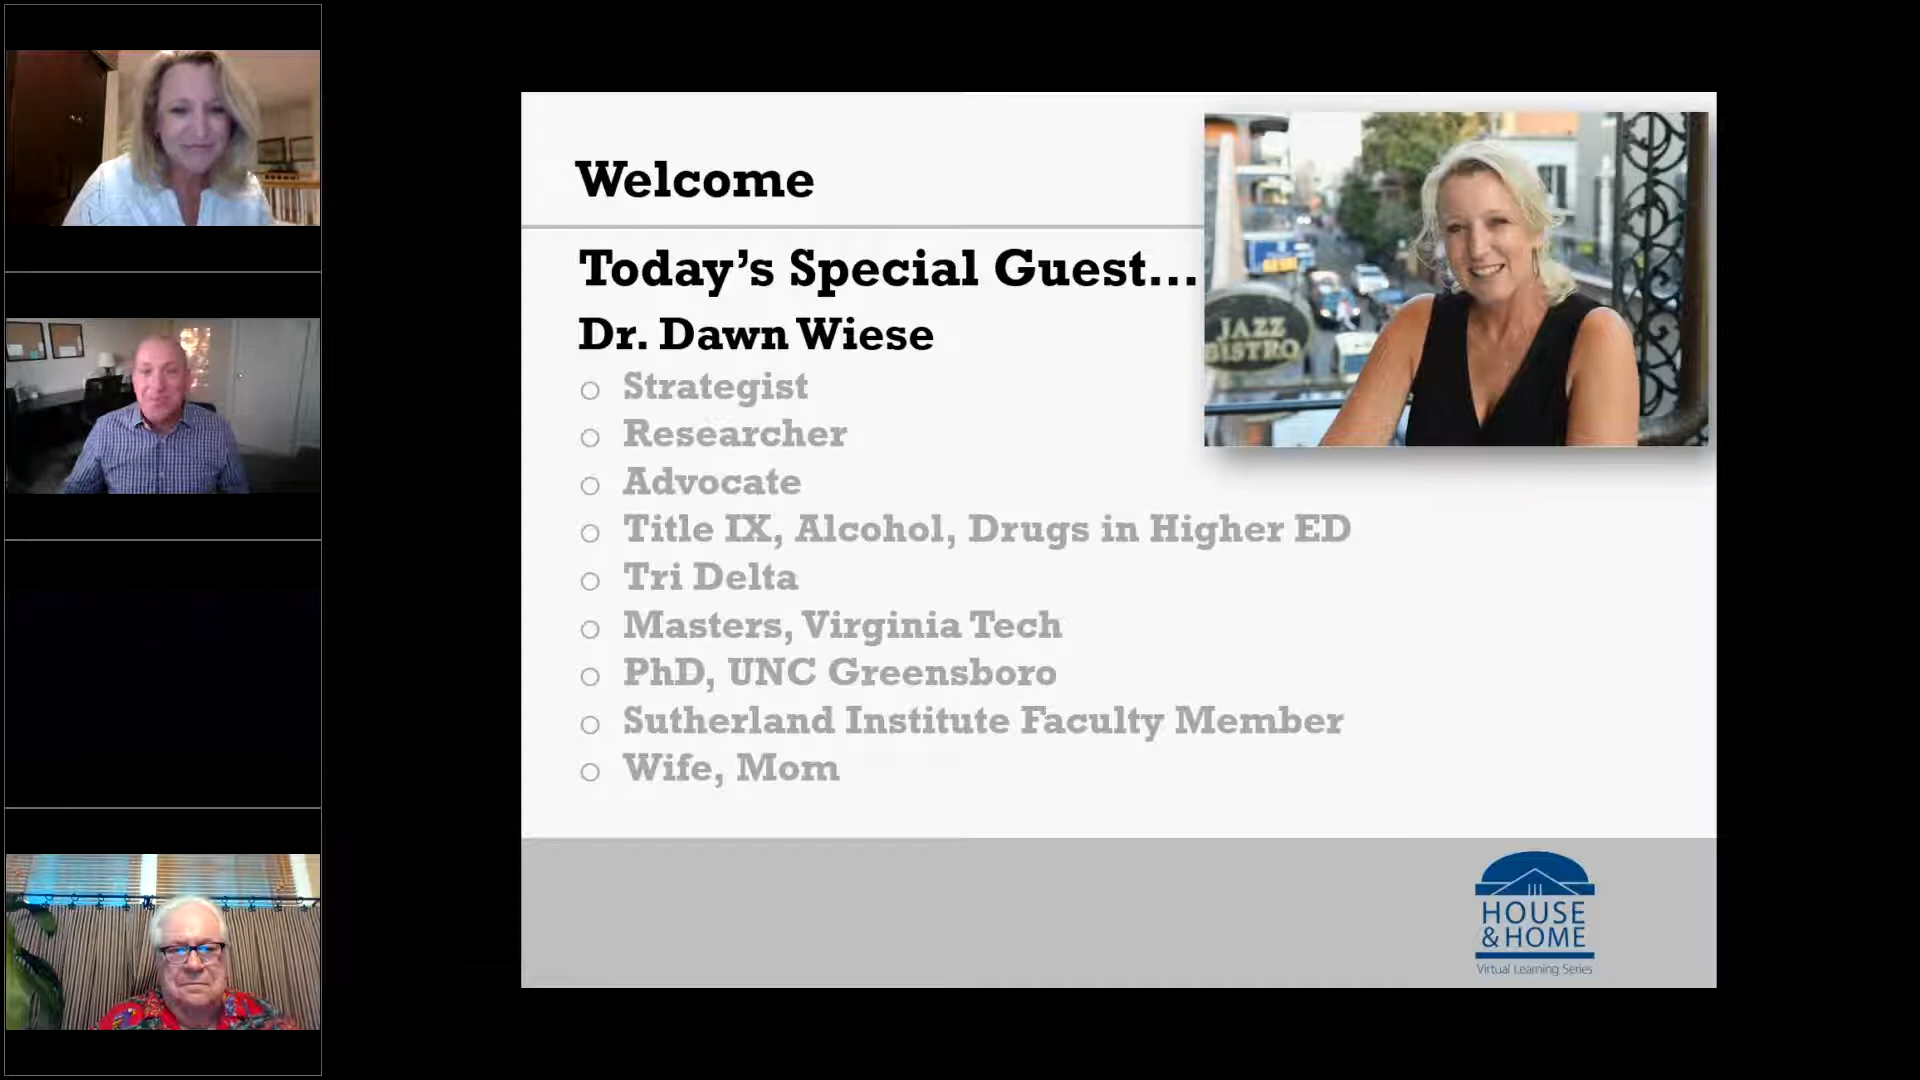 Welcome
Today's Special Guest...
Dr. Dawn Wiese
Strategist
Researcher
Advocate
Title IX, Alcohol, Drugs in Higher ED
Tri Delta
Masters, Virginia Tech
PhD, UNC Greensboro
Sutherland Institute Faculty Member
Wife, Mom
JAZZ
BISTRO
HOUSE
& HOME
Virtual Learning Series